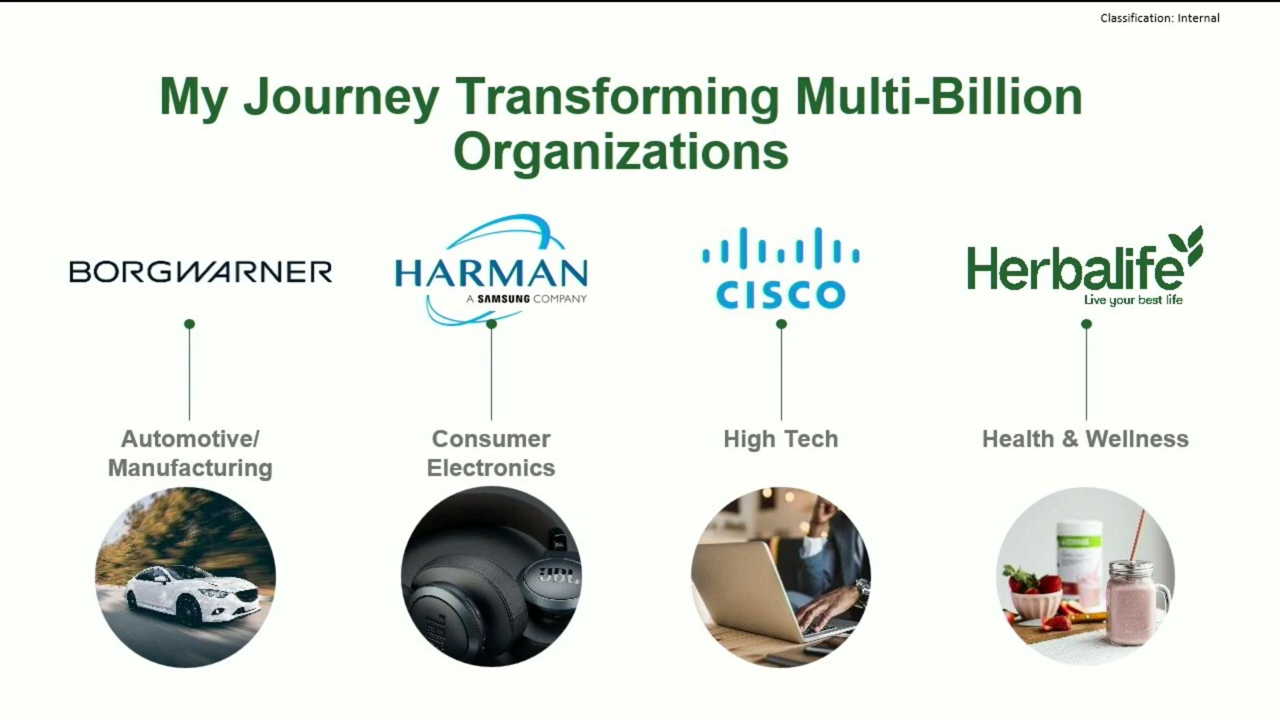 Classification: Internal
My Journey Transforming Multi-Billion
Organizations
BORGWARNER
HARMAN
A SAMSUNG COMPANY
CISCO
Herbalife
Live your best life
Automotive/
Manufacturing
Consumer
Electronics
High Tech
Health & Wellness
JBL
JBL